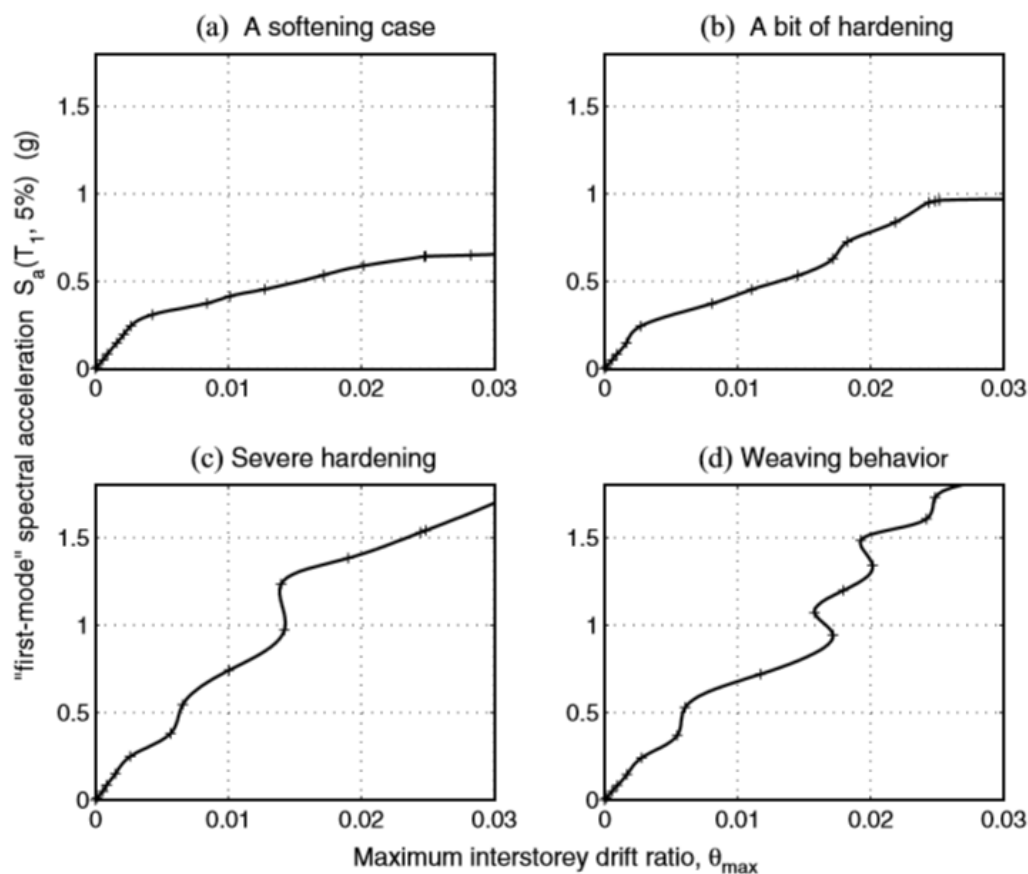 (a) A softening case
(b) A bit of hardening
1.5
1
0.5
0
0 0.01 0.02 0.03
1.5
1
0.5
0
0 0.01 0.02 0.03
"first-mode" spectral acceleration Sₐ(T₁, 5%) (g)
(c) Severe hardening
(d) Weaving behavior
1.5
1
0.5
0
0 0.01 0.02 0.03
1.5
1
0.5
0
0 0.01 0.02 0.03
Maximum interstorey drift ratio, θmax